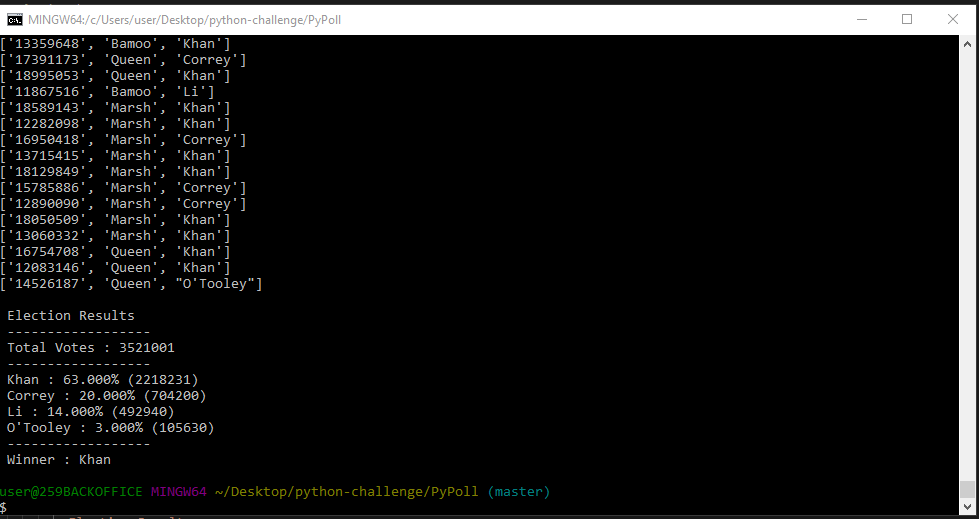 MINGW64:/c/Users/user/Desktop/python-challenge/PyPoll
['13359648', 'Bamoo', 'Khan']
['17391173', 'Queen', 'Correy']
['18995053', 'Queen', 'Khan']
['11867516', 'Bamoo', 'Li']
['18589143', 'Marsh', 'Khan']
['12282098', 'Marsh', 'Khan']
['16950418', 'Marsh', 'Correy']
['13715415', 'Marsh', 'Khan']
['18129849', 'Marsh', 'Khan']
['15785886', 'Marsh', 'Correy']
['12890090', 'Marsh', 'Correy']
['18050509', 'Marsh', 'Khan']
['13060332', 'Marsh', 'Khan']
['16754708', 'Queen', 'Khan']
['12083146', 'Queen', 'Khan']
['14526187', 'Queen', "O'Tooley"]
Election Results
------------------
Total Votes : 3521001
------------------
Khan : 63.000% (2218231)
Correy : 20.000% (704200)
Li : 14.000% (492940)
O'Tooley : 3.000% (105630)
------------------
Winner : Khan
user@259BACKOFFICE MINGW64 ~/Desktop/python-challenge/PyPoll (master)
$